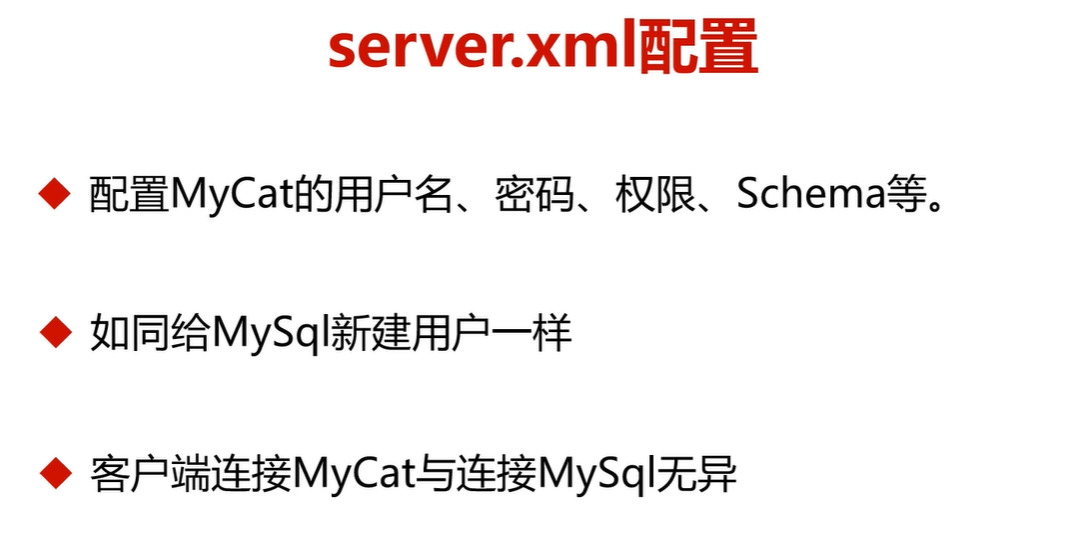 server.xml配置
配置MyCat的用户名、密码、权限、Schema等。
如同给MySql新建用户一样
客户端连接MyCat与连接MySql无异